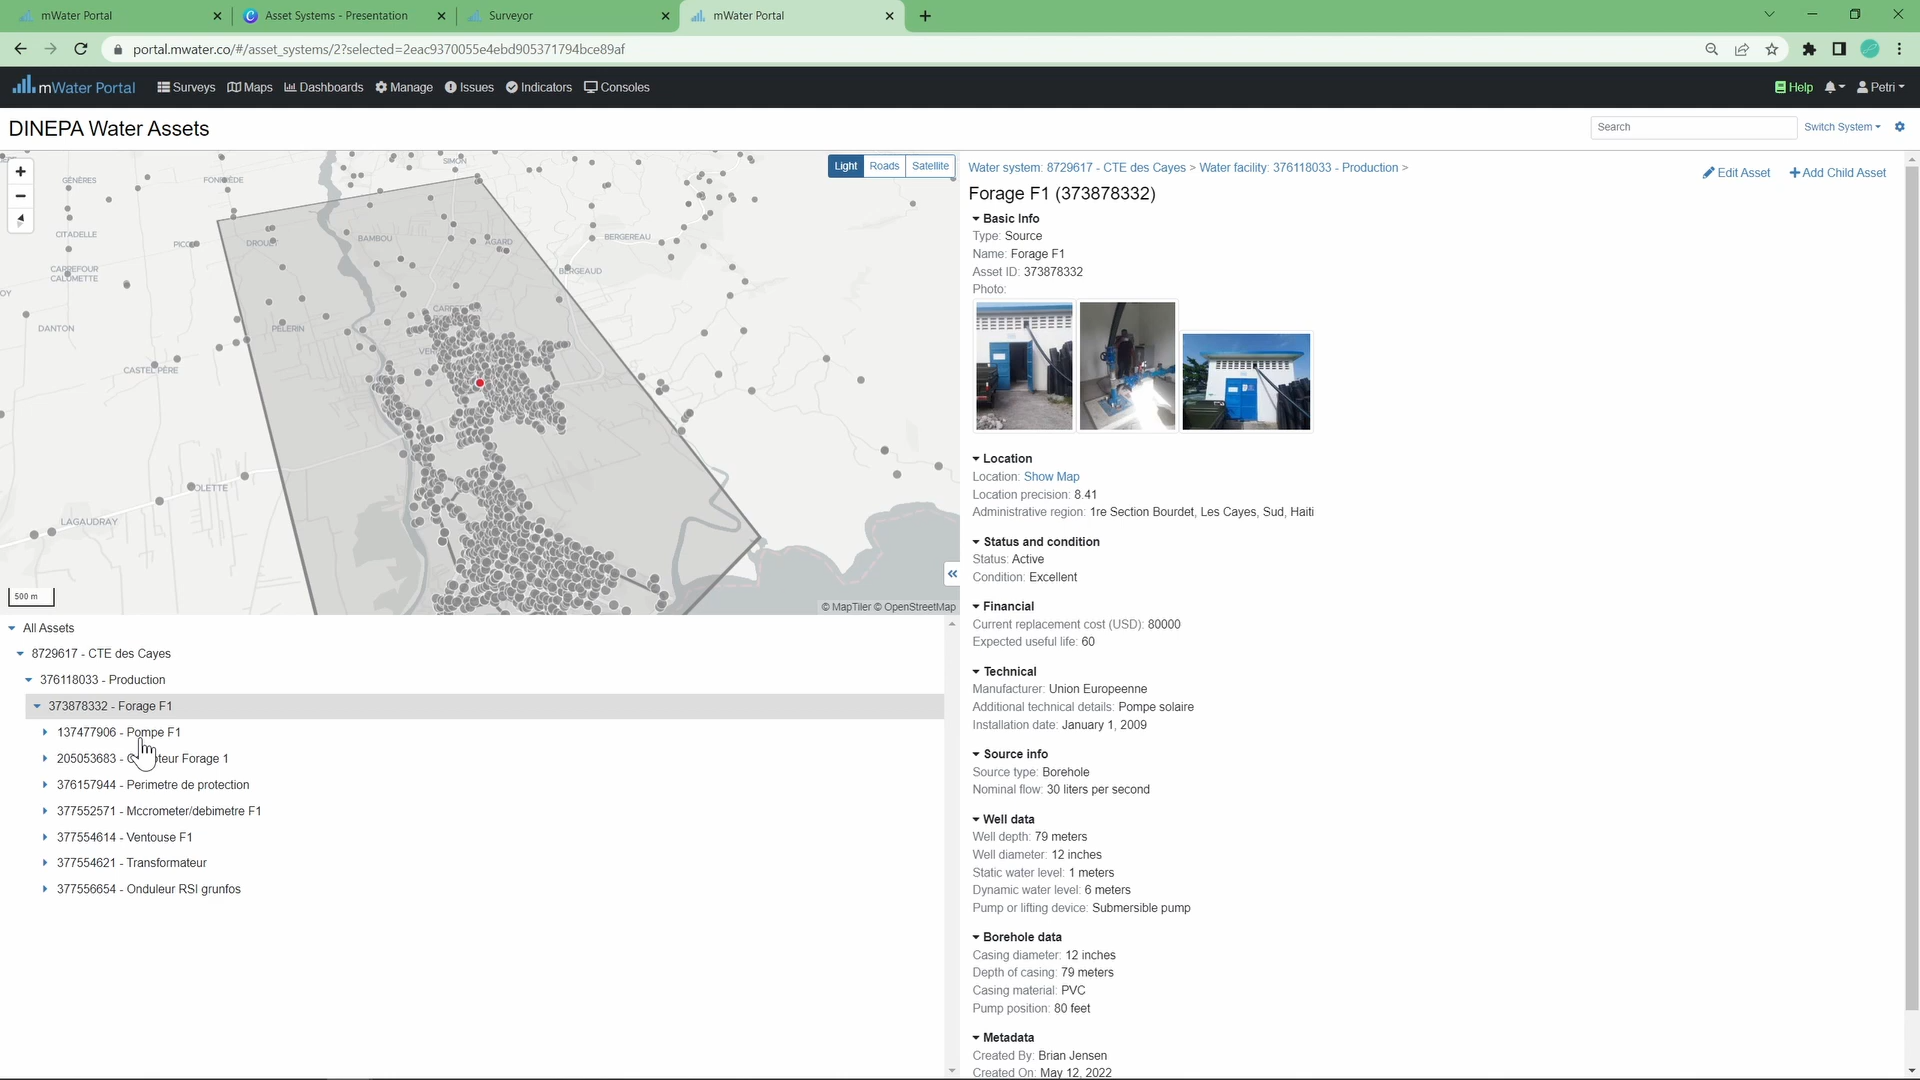 mWater Portal
Asset Systems - Presentation
Surveyor
mWater Portal
portal.mwater.co/#/asset_systems/2?selected=2eac9370055e4ebd905371794bce89af
mWater Portal
Surveys
Maps
Dashboards
Manage
Issues
Indicators
Consoles
Help
Petri
DINEPA Water Assets
Search
Switch System
Light
Roads
Satellite
SIMON
GÉNÈRES
CITADELLE
BAMBOU
AGARD
BERGEREAU
BERGEAUD
CARREFOUR
CALOMETTE
DANTON
PELERIN
CASTEL PÈRE
LAGAUDRAY
500 m
© MapTiler © OpenStreetMap
All Assets
8729617 - CTE des Cayes
376118033 - Production
373878332 - Forage F1
137477906 - Pompe F1
205053683 - teur Forage 1
376157944 - Perimetre de protection
377552571 - Mccrometer/debimetre F1
377554614 - Ventouse F1
377554621 - Transformateur
377556654 - Onduleur RSI grunfos
Water system: 8729617 - CTE des Cayes > Water facility: 376118033 - Production >
Edit Asset
Add Child Asset
Forage F1 (373878332)
Basic Info
Type: Source
Name: Forage F1
Asset ID: 373878332
Photo:
Location
Location: Show Map
Location precision: 8.41
Administrative region: 1re Section Bourdet, Les Cayes, Sud, Haiti
Status and condition
Status: Active
Condition: Excellent
Financial
Current replacement cost (USD): 80000
Expected useful life: 60
Technical
Manufacturer: Union Europeenne
Additional technical details: Pompe solaire
Installation date: January 1, 2009
Source info
Source type: Borehole
Nominal flow: 30 liters per second
Well data
Well depth: 79 meters
Well diameter: 12 inches
Static water level: 1 meters
Dynamic water level: 6 meters
Pump or lifting device: Submersible pump
Borehole data
Casing diameter: 12 inches
Depth of casing: 79 meters
Casing material: PVC
Pump position: 80 feet
Metadata
Created By: Brian Jensen
Created On: May 12, 2022